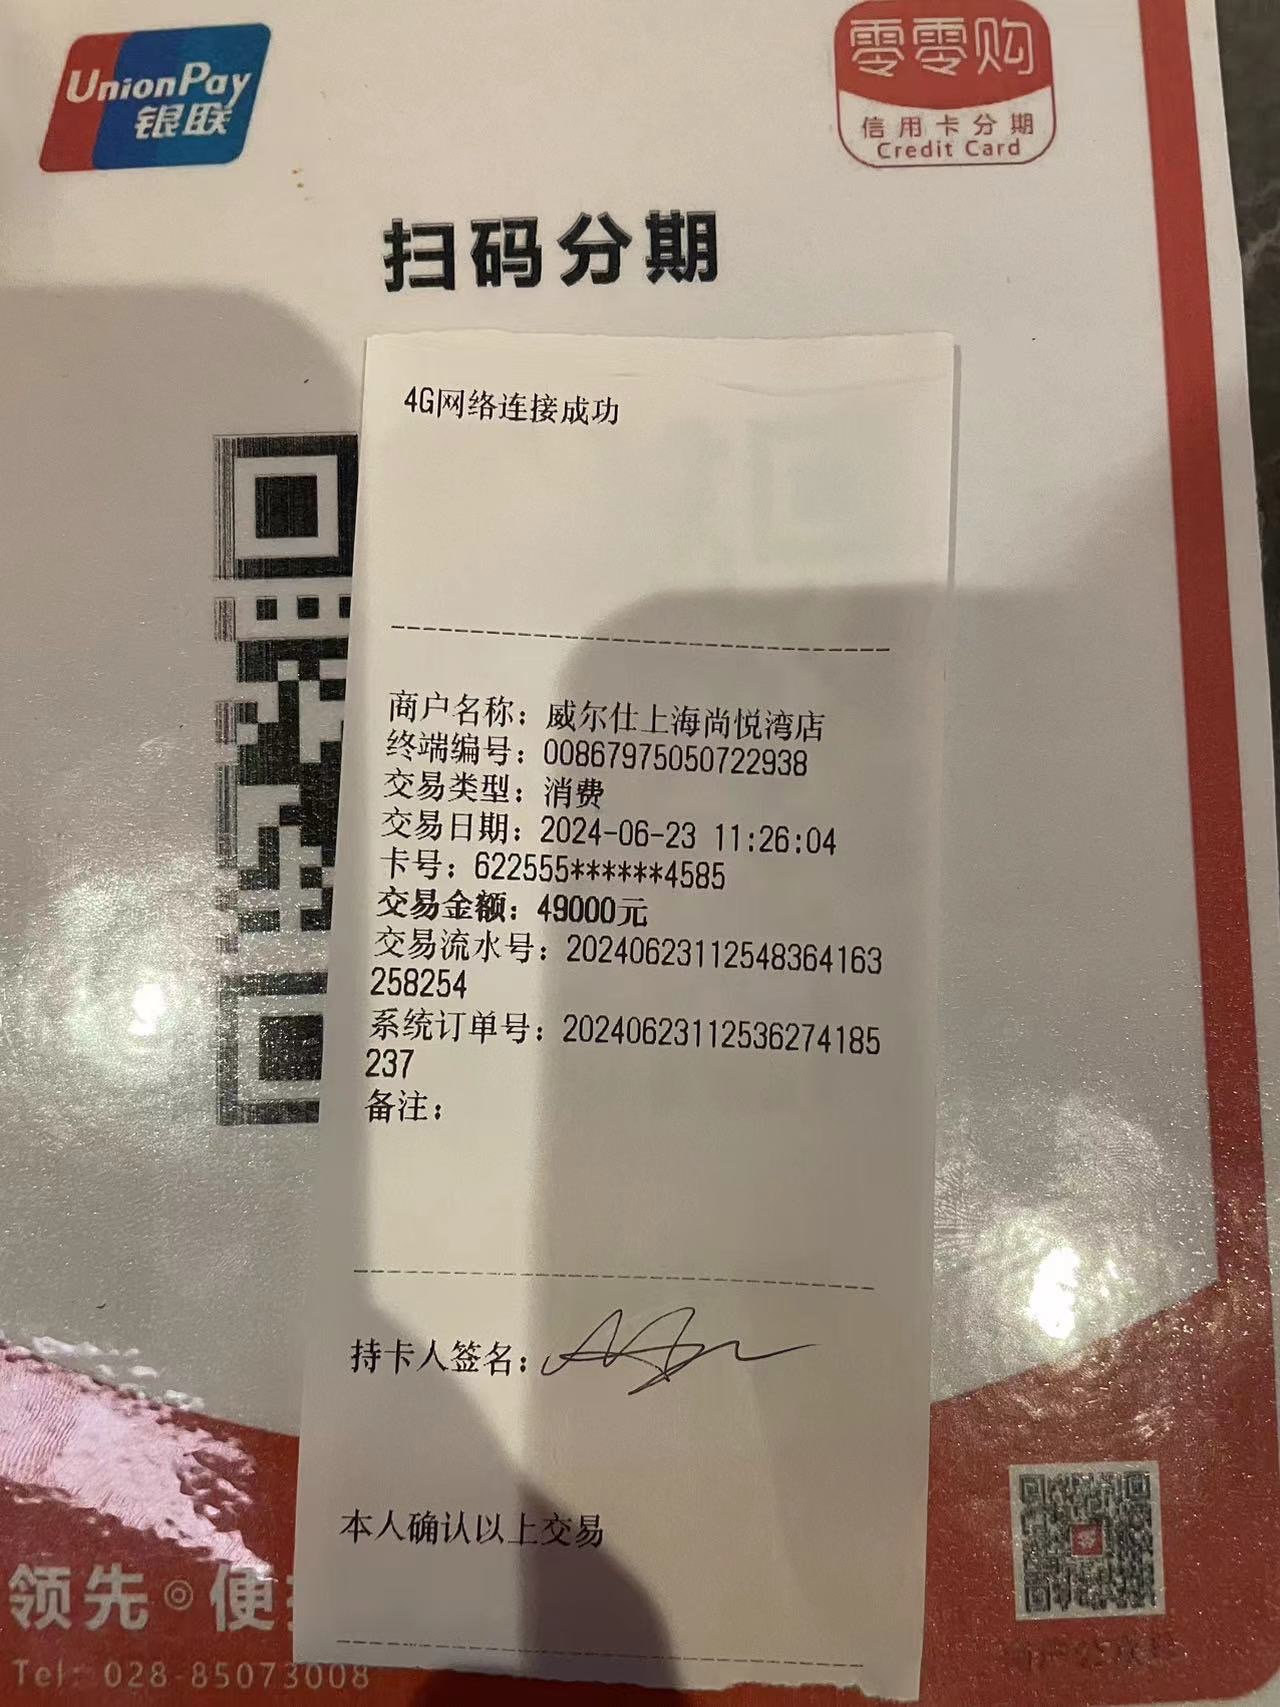 UnionPay
银联
零零购
信用卡分期
Credit Card
扫码分期
4G网络连接成功
商户名称：威尔仕上海尚悦湾店
终端编号：00867975050722938
交易类型：消费
交易日期：2024-06-23 11:26:04
卡号：622555******4585
交易金额：49000元
交易流水号：20240623112548364163
258254
系统订单号：20240623112536274185
237
备注：
持卡人签名：
本人确认以上交易
领先◎便
Tel: 028-85073008